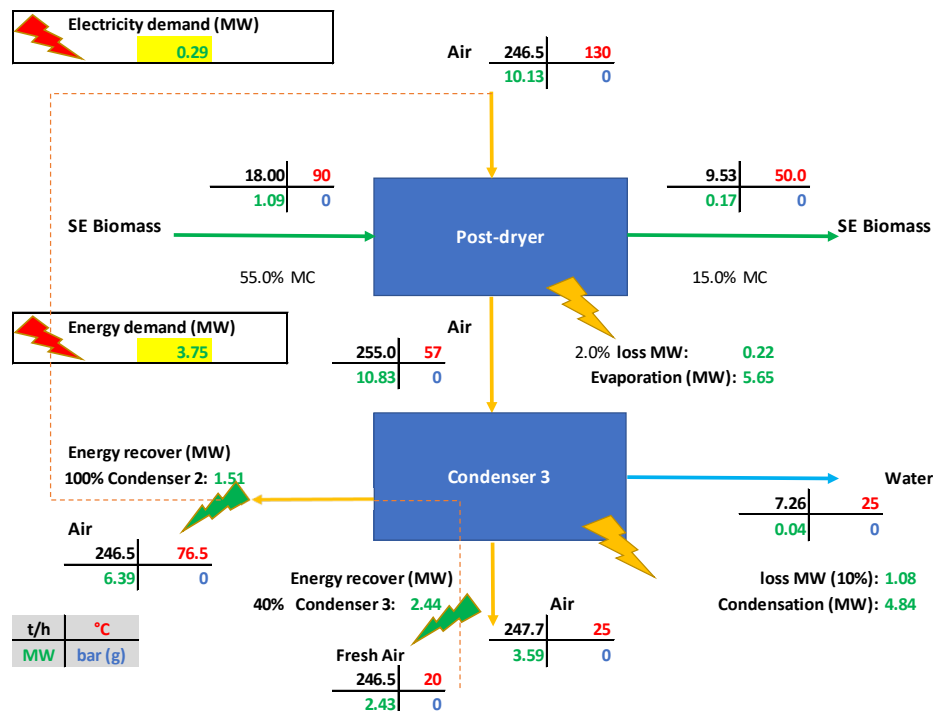 Electricity demand (MW)
0.29
Air
246.5 130
10.13 0
18.00 90
1.09 0
9.53 50.0
0.17 0
SE Biomass
Post-dryer
SE Biomass
55.0% MC
15.0% MC
Energy demand (MW)
3.75
Air
255.0 57
10.83 0
2.0% loss MW: 0.22
Evaporation (MW): 5.65
Energy recover (MW)
100% Condenser 2: 1.51
Condenser 3
Water
7.26 25
0.04 0
Air
246.5 76.5
6.39 0
Energy recover (MW)
40% Condenser 3: 2.44
loss MW (10%): 1.08
Condensation (MW): 4.84
Air
247.7 25
3.59 0
t/h °C
MW bar (g)
Fresh Air
246.5 20
2.43 0